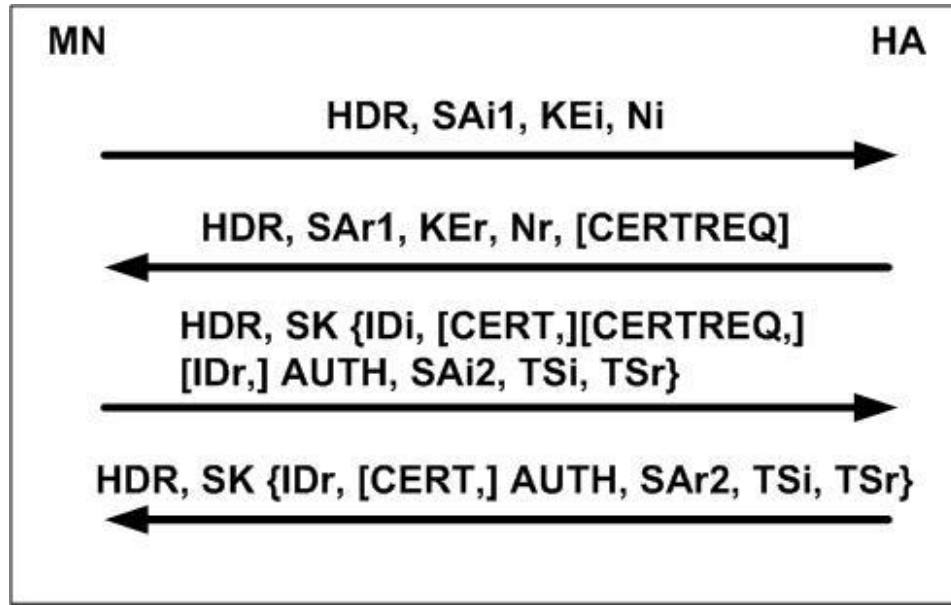 MN HA
HDR, SAi1, KEi, Ni
HDR, SAr1, KEr, Nr, [CERTREQ]
HDR, SK {IDi, [CERT,][CERTREQ,]
[IDr,] AUTH, SAi2, TSi, TSr}
HDR, SK {IDr, [CERT,] AUTH, SAr2, TSi, TSr}